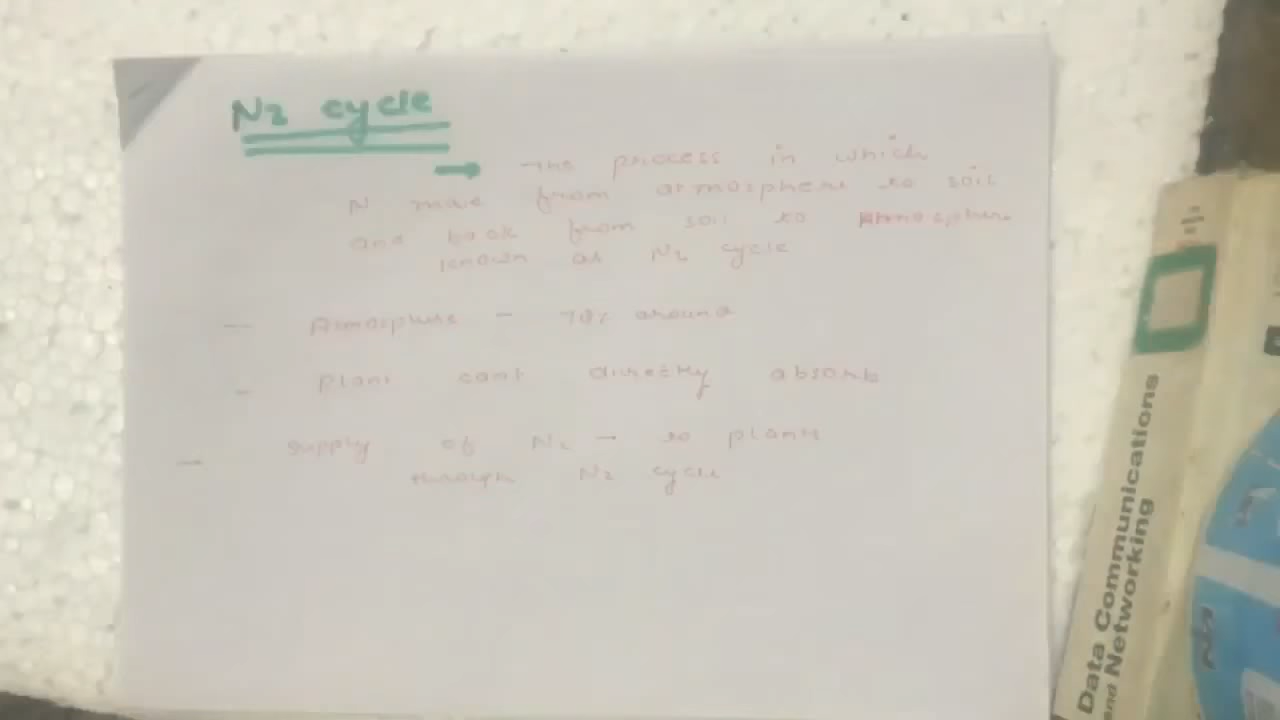 N2 cycle
→ The process in which
N move from atmosphere to soil
and back from soil to Atmosphere
known as N2 cycle
— Atmosphere - 78% around
— plant cant directly absorb
— supply of N2 → to plants
through N2 cycle
Data Communications
and Networking